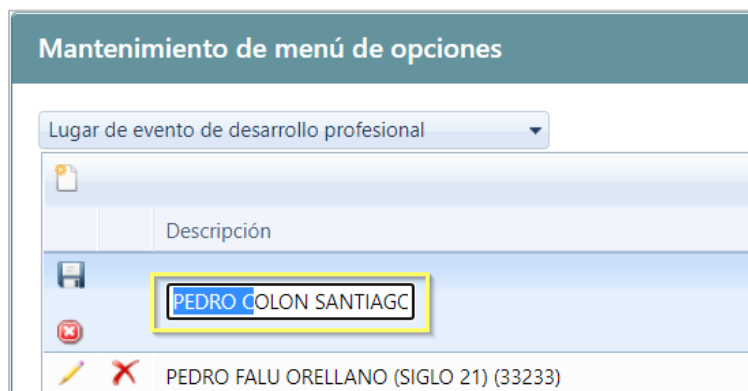 Mantenimiento de menú de opciones
Lugar de evento de desarrollo profesional
Descripción
PEDRO COLON SANTIAGC
PEDRO FALU ORELLANO (SIGLO 21) (33233)